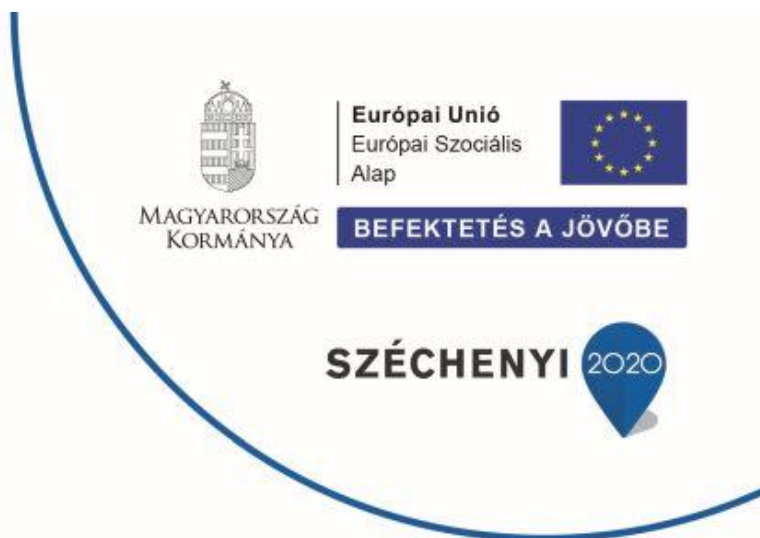 MAGYARORSZÁG
KORMÁNYA
Európai Unió
Európai Szociális
Alap
BEFEKTETÉS A JÖVŐBE
SZÉCHENYI 2020